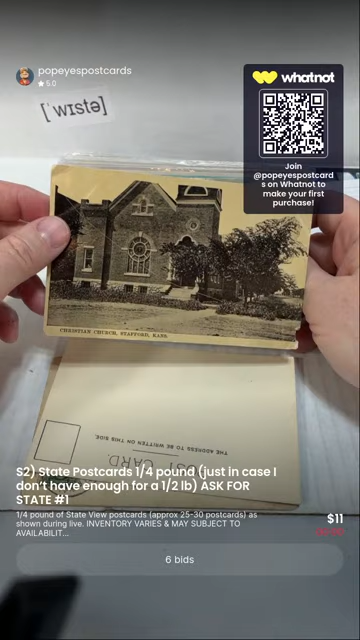 popeyespostcards
5.0
whatnot
['wɪstə]
Join
@popeyespostcard
s on Whatnot to
make your first
purchase!
CHRISTIAN CHURCH, STAFFORD, KANS.
THE ADDRESS TO BE WRITTEN ON THIS SIDE.
POST CARD.
S2) State Postcards 1/4 pound (just in case I
don't have enough for a 1/2 lb) ASK FOR
STATE #1
1/4 pound of State View postcards (approx 25-30 postcards) as
shown during live. INVENTORY VARIES & MAY SUBJECT TO
AVAILABILIT...
$11
6 bids